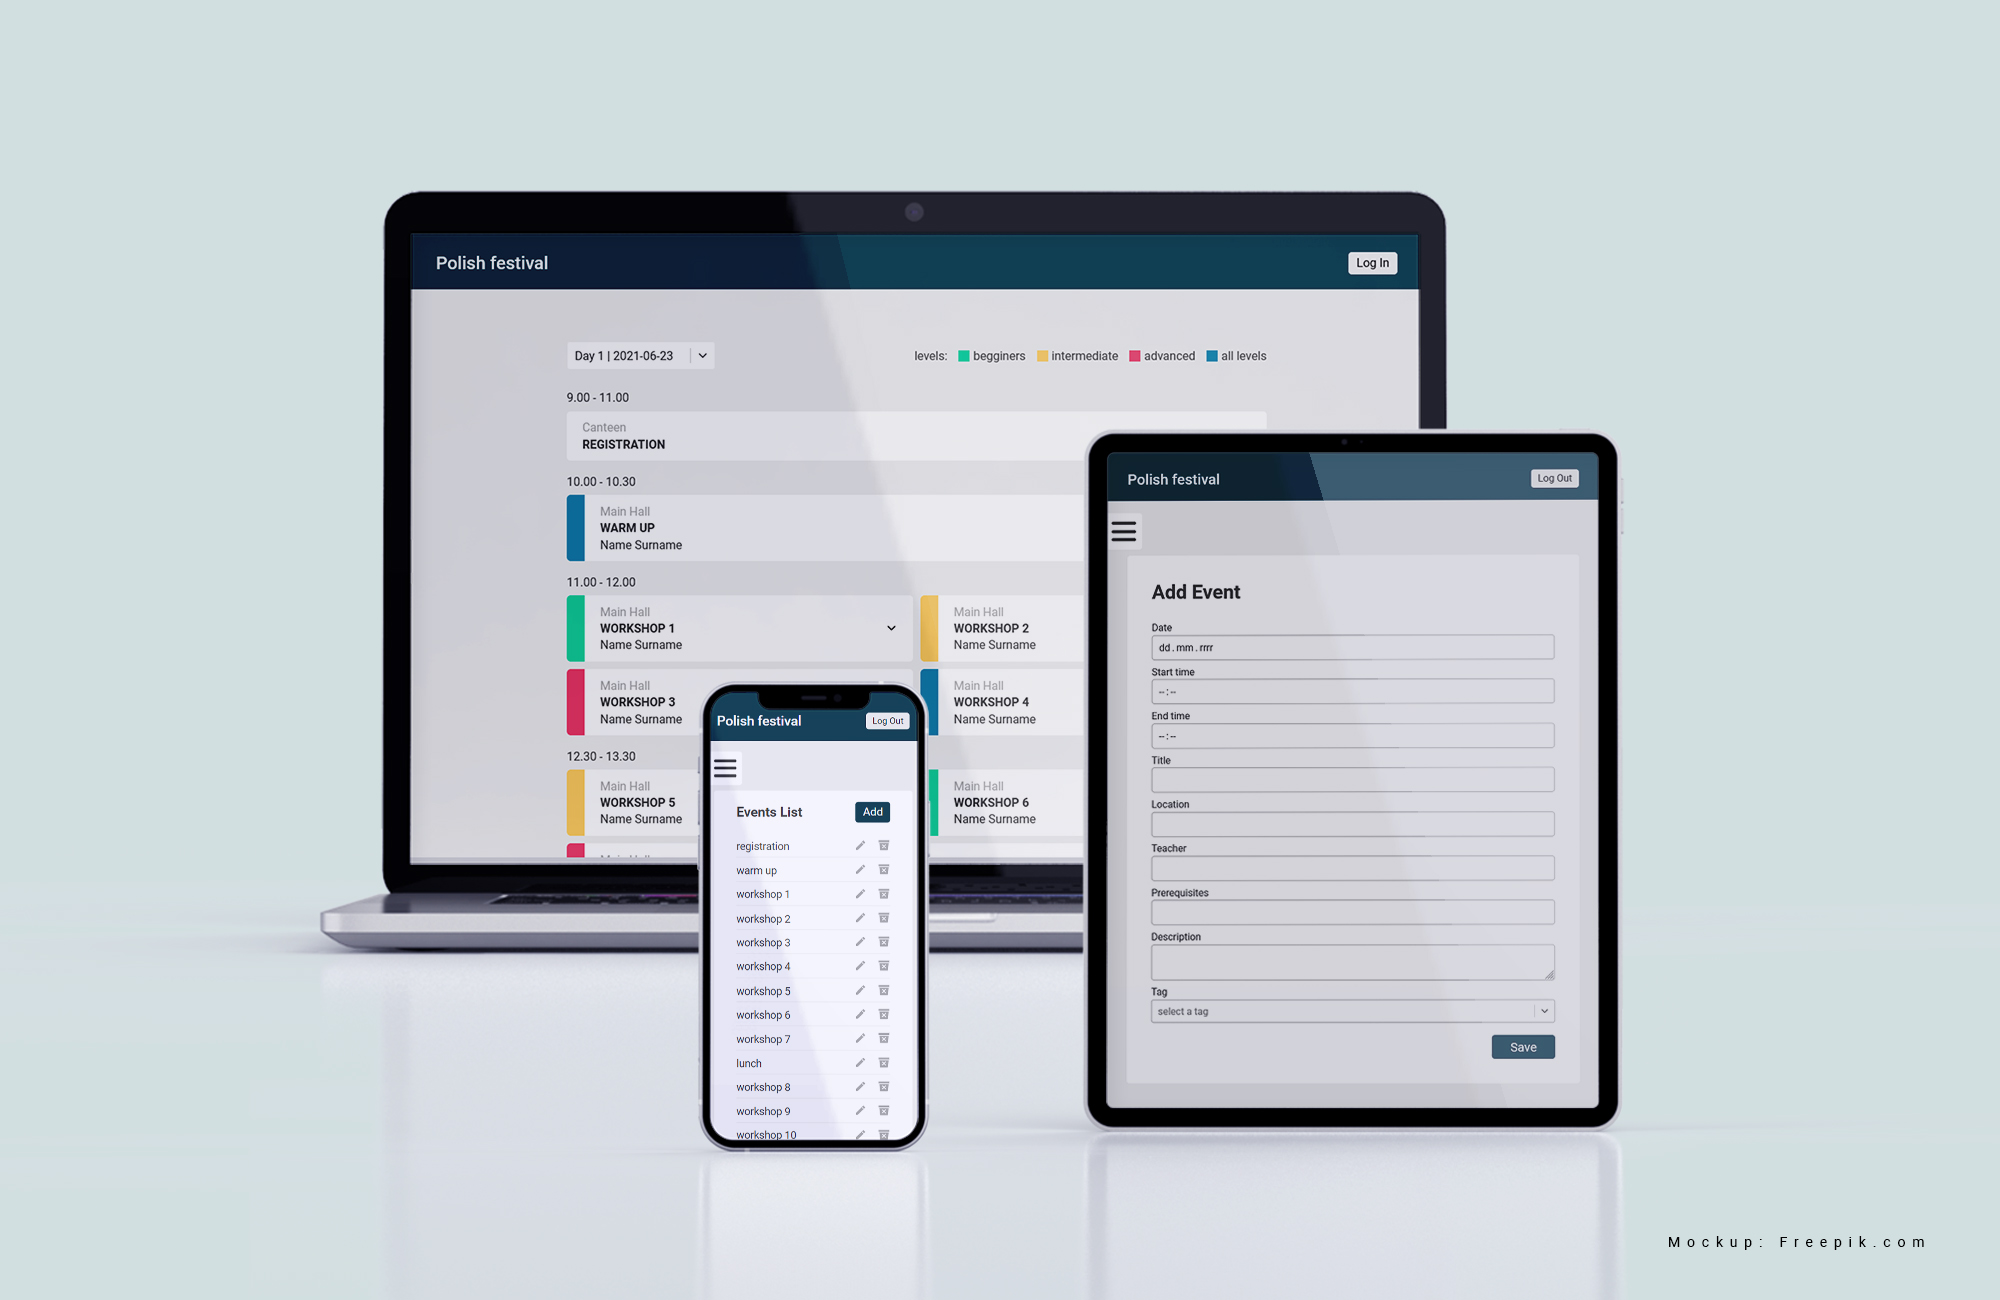 Polish festival
Log In
Day 1 | 2021-06-23
levels: begginers intermediate advanced all levels
9.00 - 11.00
Canteen
REGISTRATION
10.00 - 10.30
Main Hall
WARM UP
Name Surname
11.00 - 12.00
Main Hall
WORKSHOP 1
Name Surname
Main Hall
WORKSHOP 2
Name Surname
Main Hall
WORKSHOP 3
Name Surname
Main Hall
WORKSHOP 4
Name Surname
12.30 - 13.30
Main Hall
WORKSHOP 5
Name Surname
Main Hall
WORKSHOP 6
Name Surname
Polish festival
Log Out
Events List
Add
registration
warm up
workshop 1
workshop 2
workshop 3
workshop 4
workshop 5
workshop 6
workshop 7
lunch
workshop 8
workshop 9
workshop 10
Polish festival
Log Out
Add Event
Date
dd.mm.rrrr
Start time
--:--
End time
--:--
Title
Location
Teacher
Prerequisites
Description
Tag
select a tag
Save
Mockup: Freepik.com